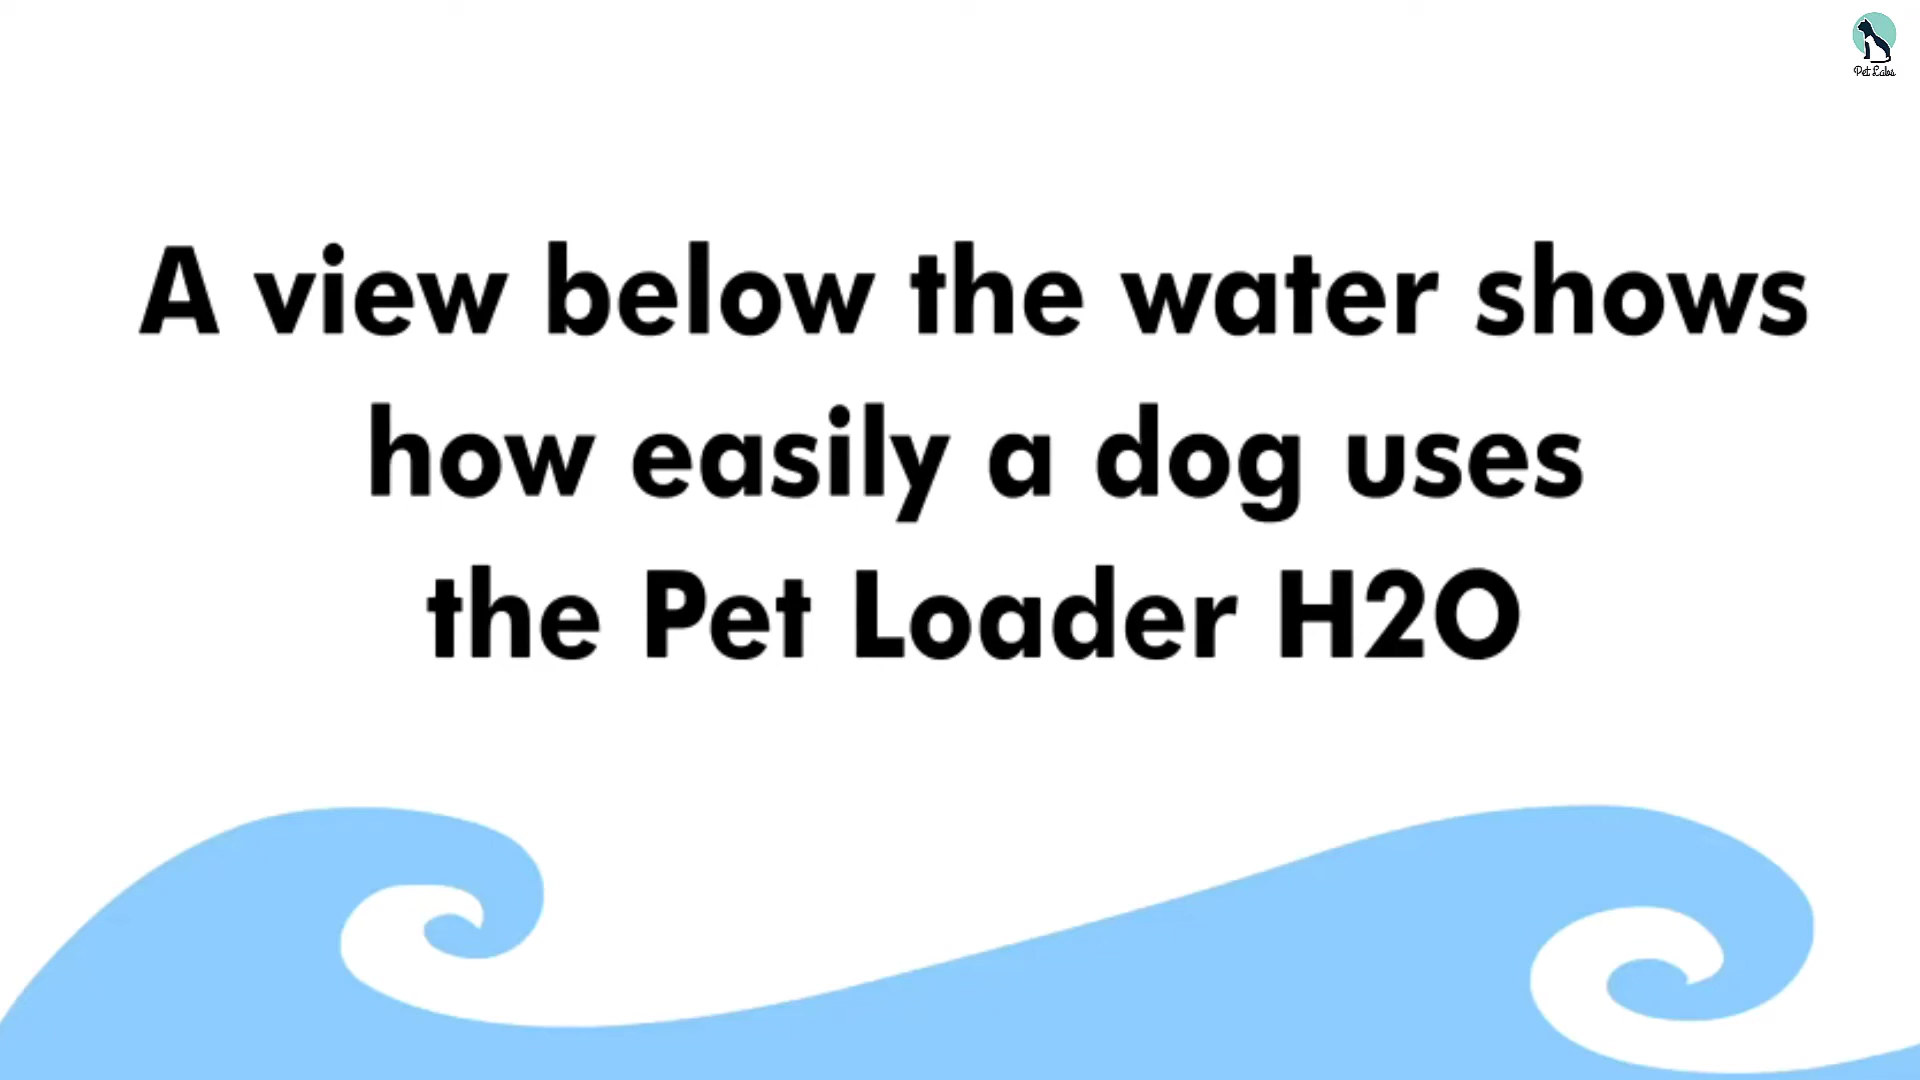 Pet Labs
A view below the water shows
how easily a dog uses
the Pet Loader H2O